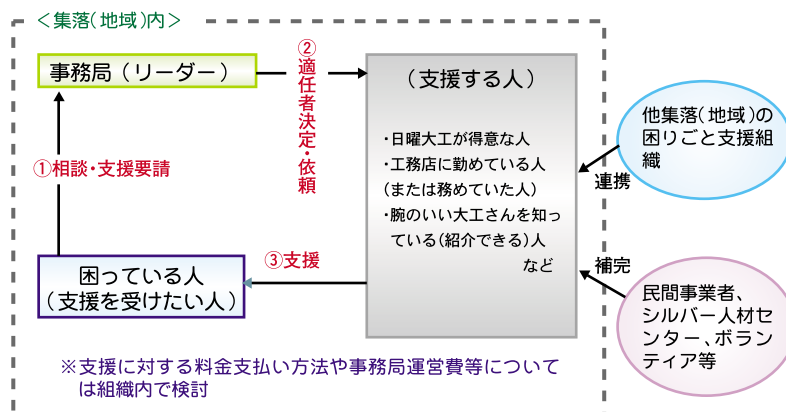 <集落(地域)内>
事務局(リーダー)
②適任者決定・依頼
(支援する人)
・日曜大工が得意な人
・工務店に勤めている人
(または務めていた人)
・腕のいい大工さんを知っ
ている(紹介できる)人
など
①相談・支援要請
③支援
困っている人
(支援を受けたい人)
他集落(地域)の
困りごと支援組
織
連携
補完
民間事業者、
シルバー人材セ
ンター、ボラン
ティア等
※支援に対する料金支払い方法や事務局運営費等について
は組織内で検討